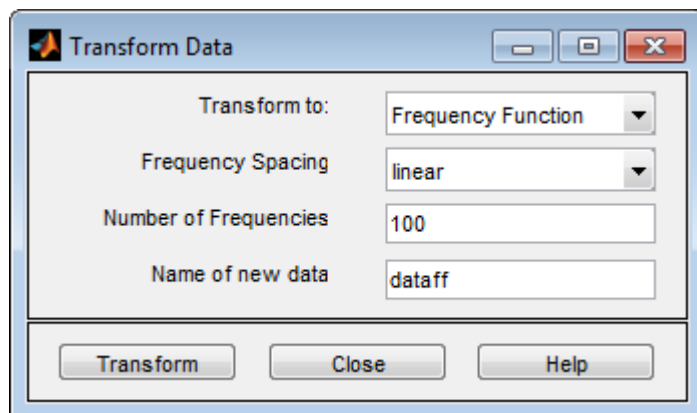 Transform Data
Transform to: Frequency Function
Frequency Spacing linear
Number of Frequencies 100
Name of new data dataff
Transform Close Help